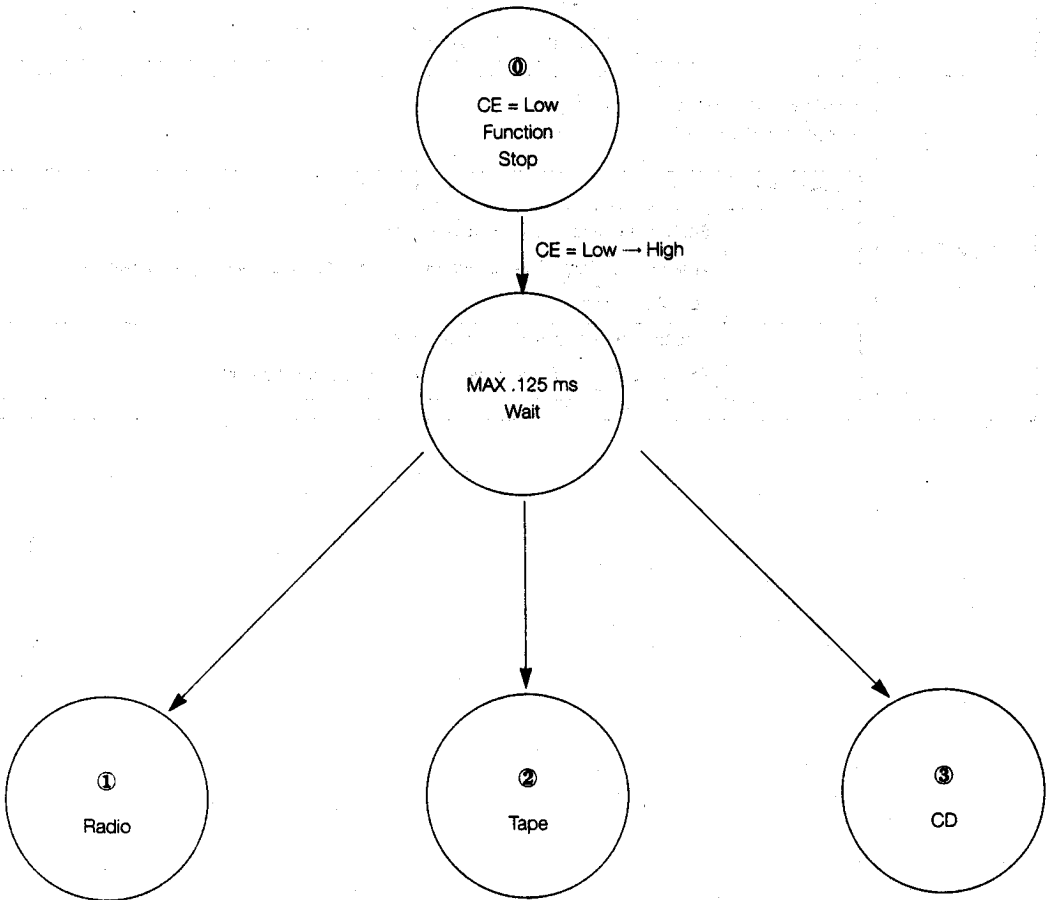 ⓪
CE = Low
Function
Stop
CE = Low → High
MAX .125 ms
Wait
①
Radio
②
Tape
③
CD